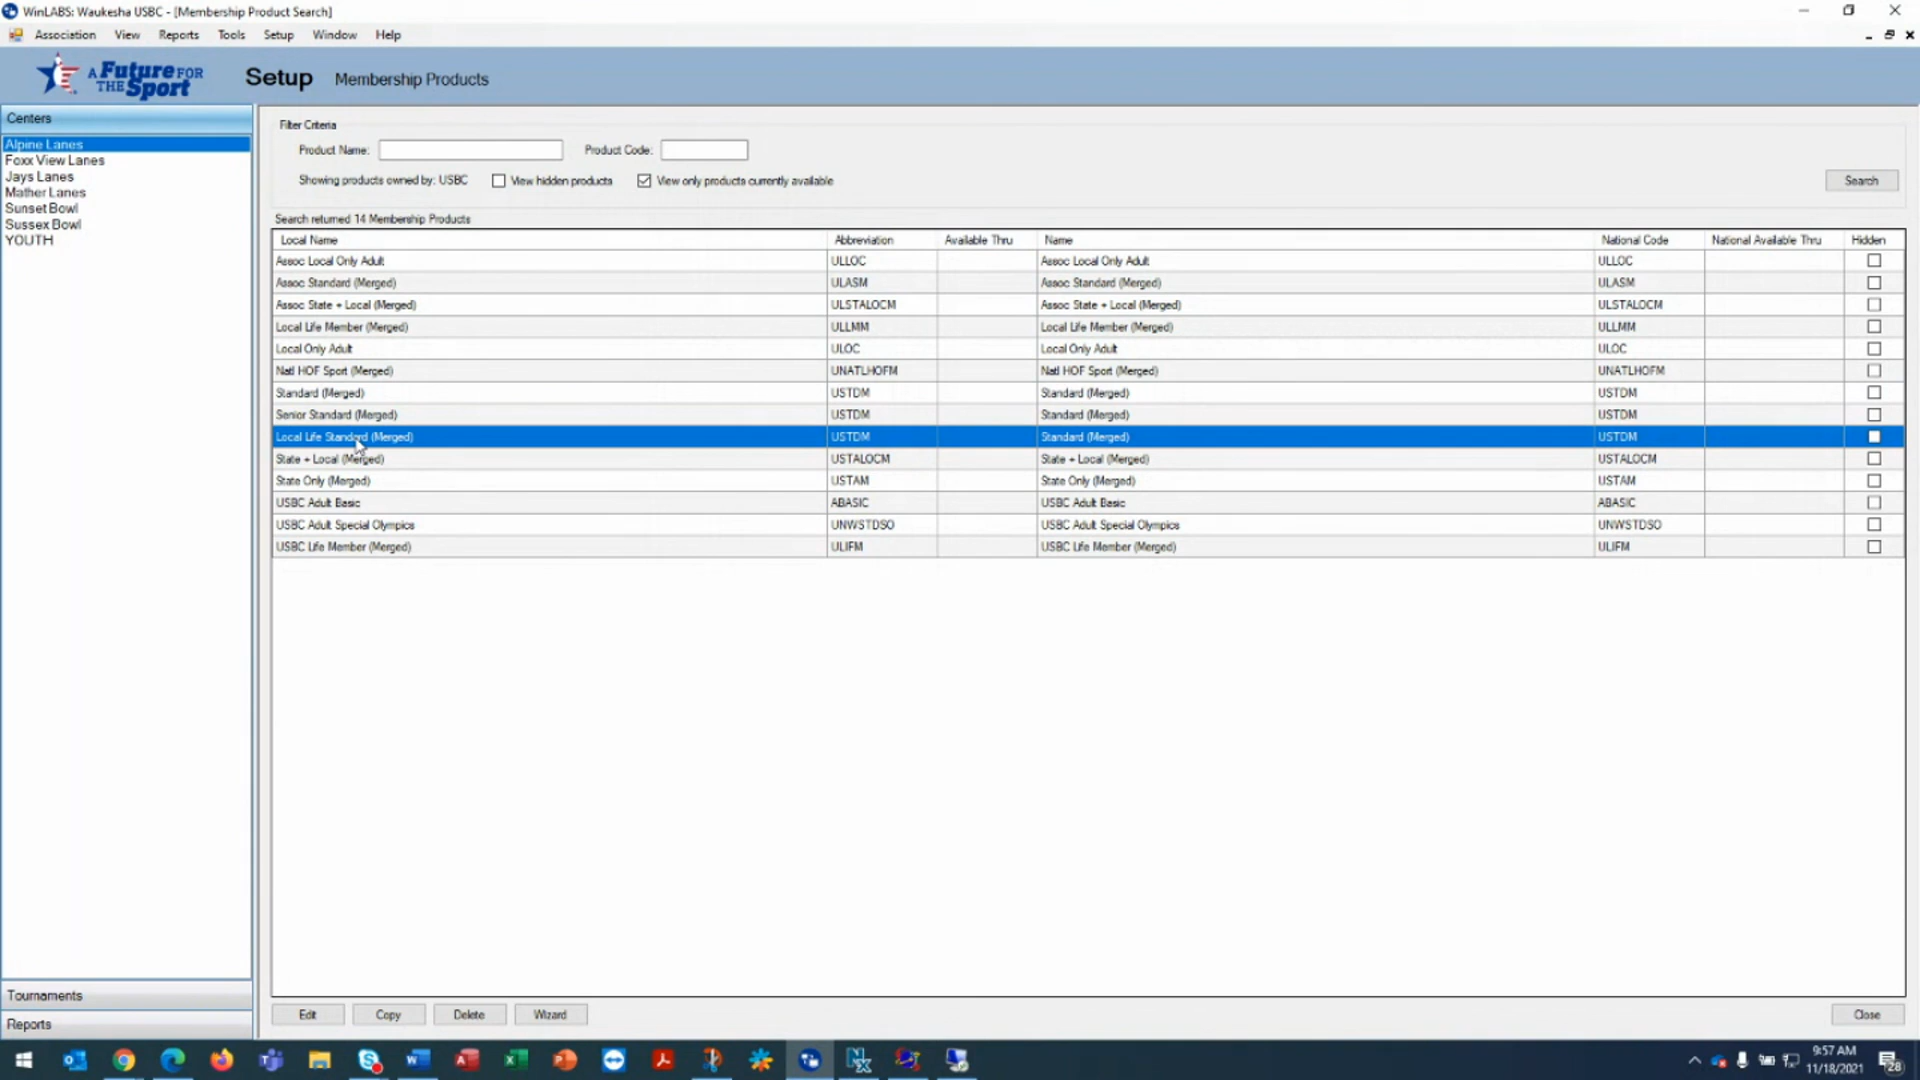 WinLABS: Waukesha USBC - [Membership Product Search]
Association View Reports Tools Setup Window Help
A Future FOR THE Sport Setup Membership Products
Centers
Alpine Lanes
Foxx View Lanes
Jays Lanes
Mather Lanes
Sunset Bowl
Sussex Bowl
YOUTH
Tournaments
Reports
Filter Criteria
Product Name: Product Code:
Showing products owned by: USBC View hidden products View only products currently available Search
Search returned 14 Membership Products
Local Name Abbreviation Available Thru Name National Code National Available Thru Hidden
Assoc Local Only Adult ULLOC Assoc Local Only Adult ULLOC
Assoc Standard (Merged) ULASM Assoc Standard (Merged) ULASM
Assoc State + Local (Merged) ULSTALOCM Assoc State + Local (Merged) ULSTALOCM
Local Life Member (Merged) ULLMM Local Life Member (Merged) ULLMM
Local Only Adult ULOC Local Only Adult ULOC
Natl HOF Sport (Merged) UNATLHOFM Natl HOF Sport (Merged) UNATLHOFM
Standard (Merged) USTDM Standard (Merged) USTDM
Senior Standard (Merged) USTDM Standard (Merged) USTDM
Local Life Standard (Merged) USTDM Standard (Merged) USTDM
State + Local (Merged) USTALOCM State + Local (Merged) USTALOCM
State Only (Merged) USTAM State Only (Merged) USTAM
USBC Adult Basic ABASIC USBC Adult Basic ABASIC
USBC Adult Special Olympics UNWSTDSO USBC Adult Special Olympics UNWSTDSO
USBC Life Member (Merged) ULIFM USBC Life Member (Merged) ULIFM
Edit Copy Delete Wizard Close
9:57 AM
11/18/2021
28